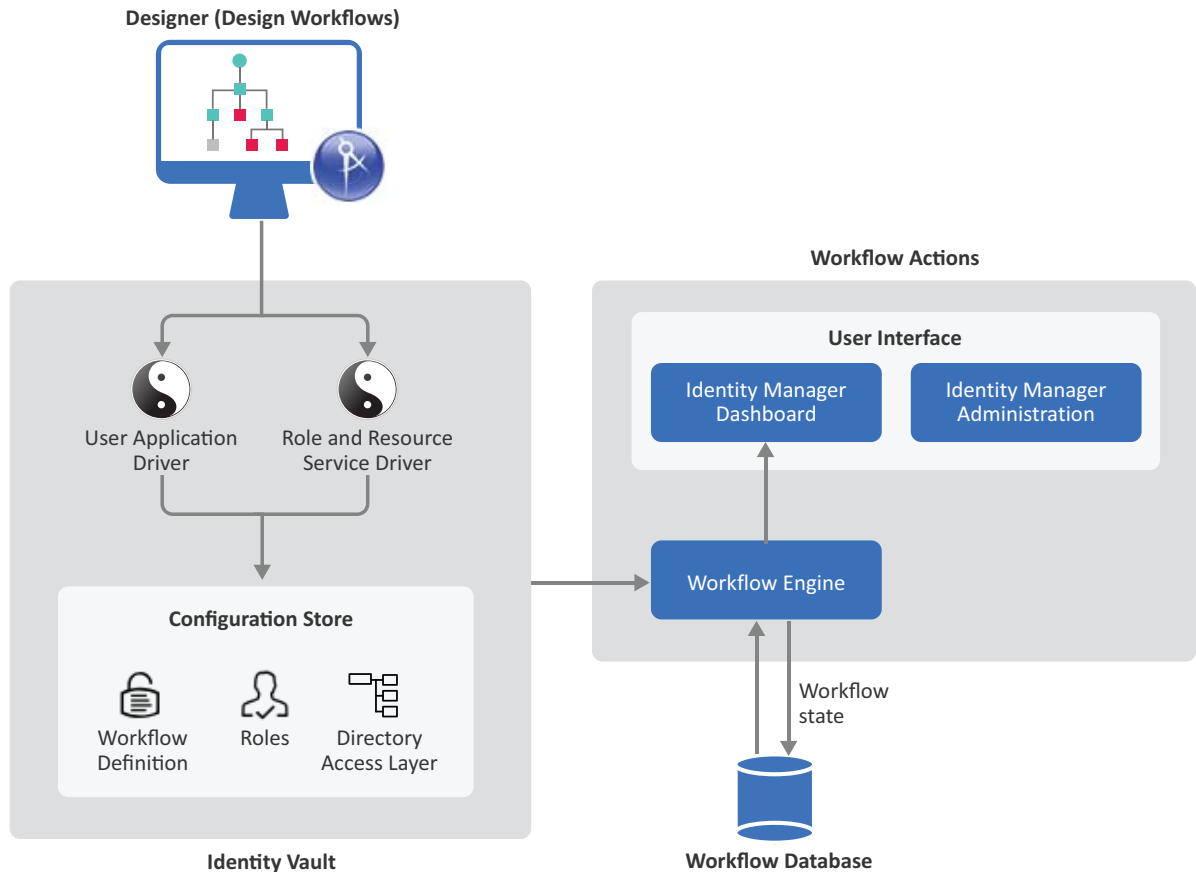 Designer (Design Workflows)
User Application
Driver
Role and Resource
Service Driver
Configuration Store
Workflow
Definition
Roles
Directory
Access Layer
Identity Vault
Workflow Actions
User Interface
Identity Manager
Dashboard
Identity Manager
Administration
Workflow Engine
Workflow
state
Workflow Database